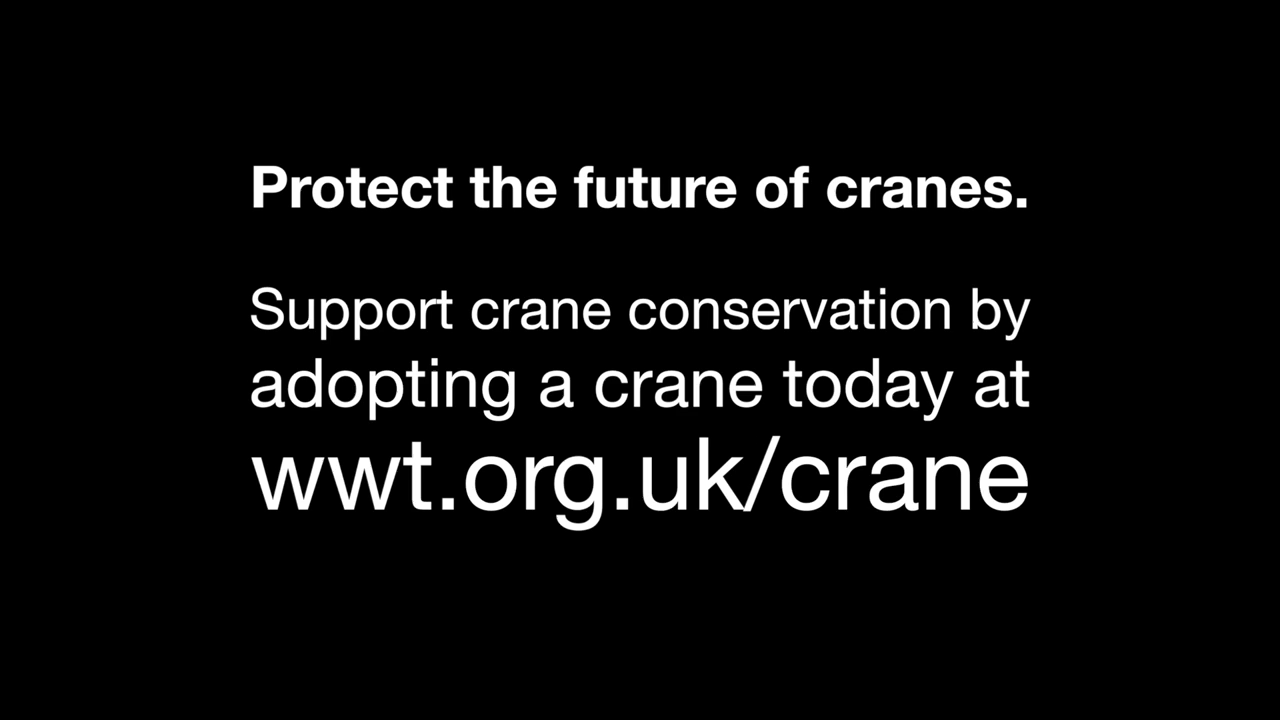 Protect the future of cranes.
Support crane conservation by
adopting a crane today at
wwt.org.uk/crane